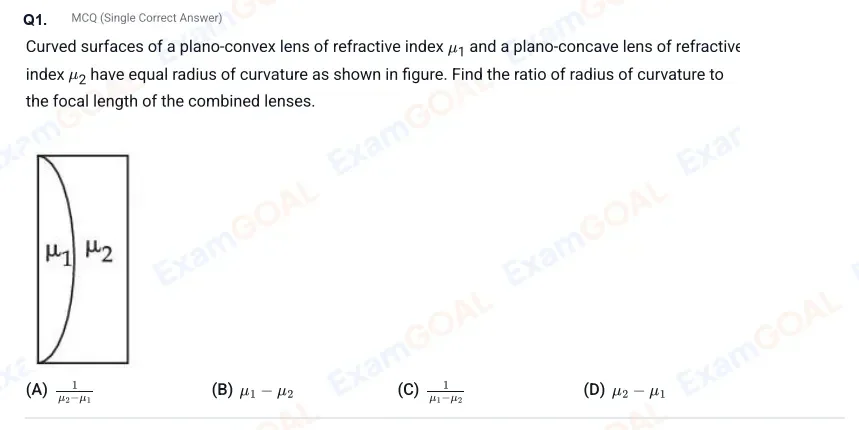 Q1. MCQ (Single Correct Answer)
Curved surfaces of a plano-convex lens of refractive index μ₁ and a plano-concave lens of refractive
index μ₂ have equal radius of curvature as shown in figure. Find the ratio of radius of curvature to
the focal length of the combined lenses.
μ₁ μ₂
(A) 1/(μ₂−μ₁) (B) μ₁ − μ₂ (C) 1/(μ₁−μ₂) (D) μ₂ − μ₁
ExamGOAL